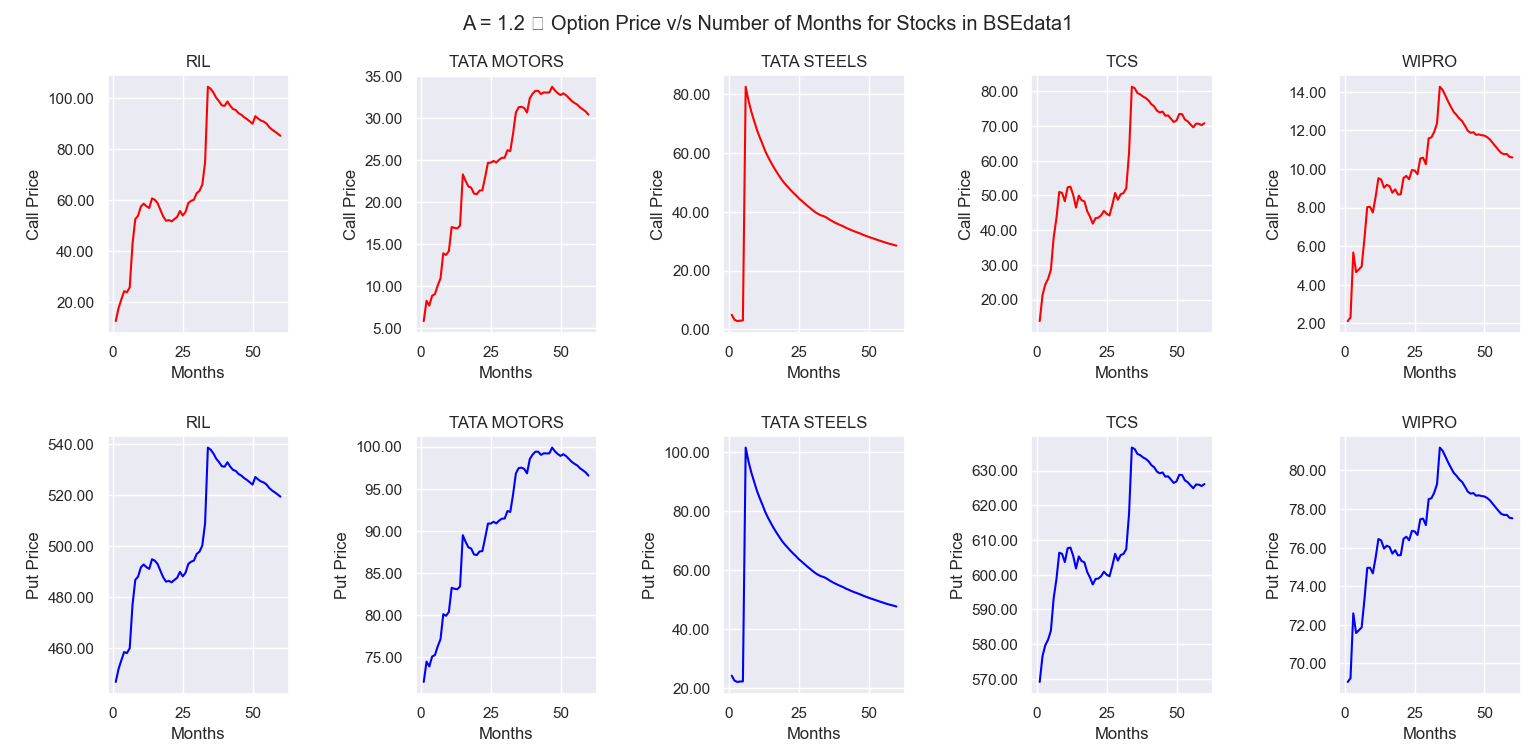 A = 1.2 Option Price v/s Number of Months for Stocks in BSEdata1
RIL
TATA MOTORS
TATA STEELS
TCS
WIPRO
Call Price
100.00
80.00
60.00
40.00
20.00
0
25
50
Months
Call Price
35.00
30.00
25.00
20.00
15.00
10.00
5.00
0
25
50
Months
Call Price
80.00
60.00
40.00
20.00
0.00
0
25
50
Months
Call Price
80.00
70.00
60.00
50.00
40.00
30.00
20.00
0
25
50
Months
Call Price
14.00
12.00
10.00
8.00
6.00
4.00
2.00
0
25
50
Months
RIL
TATA MOTORS
TATA STEELS
TCS
WIPRO
Put Price
540.00
520.00
500.00
480.00
460.00
0
25
50
Months
Put Price
100.00
95.00
90.00
85.00
80.00
75.00
0
25
50
Months
Put Price
100.00
80.00
60.00
40.00
20.00
0
25
50
Months
Put Price
630.00
620.00
610.00
600.00
590.00
580.00
570.00
0
25
50
Months
Put Price
80.00
78.00
76.00
74.00
72.00
70.00
0
25
50
Months